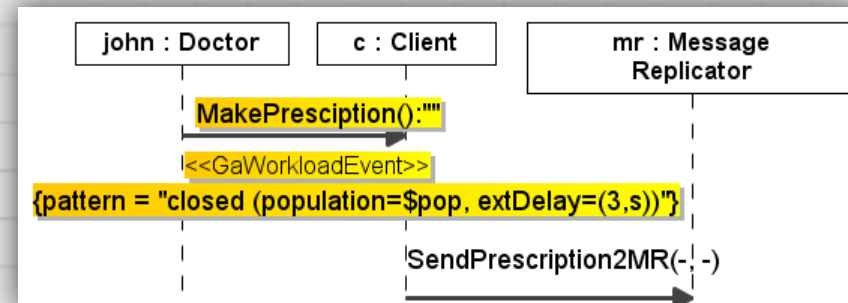 john : Doctor
c : Client
mr : Message
Replicator
MakePresciption():""
<<GaWorkloadEvent>>
{pattern = "closed (population=$pop, extDelay=(3,s))"}
SendPrescription2MR(-, -)